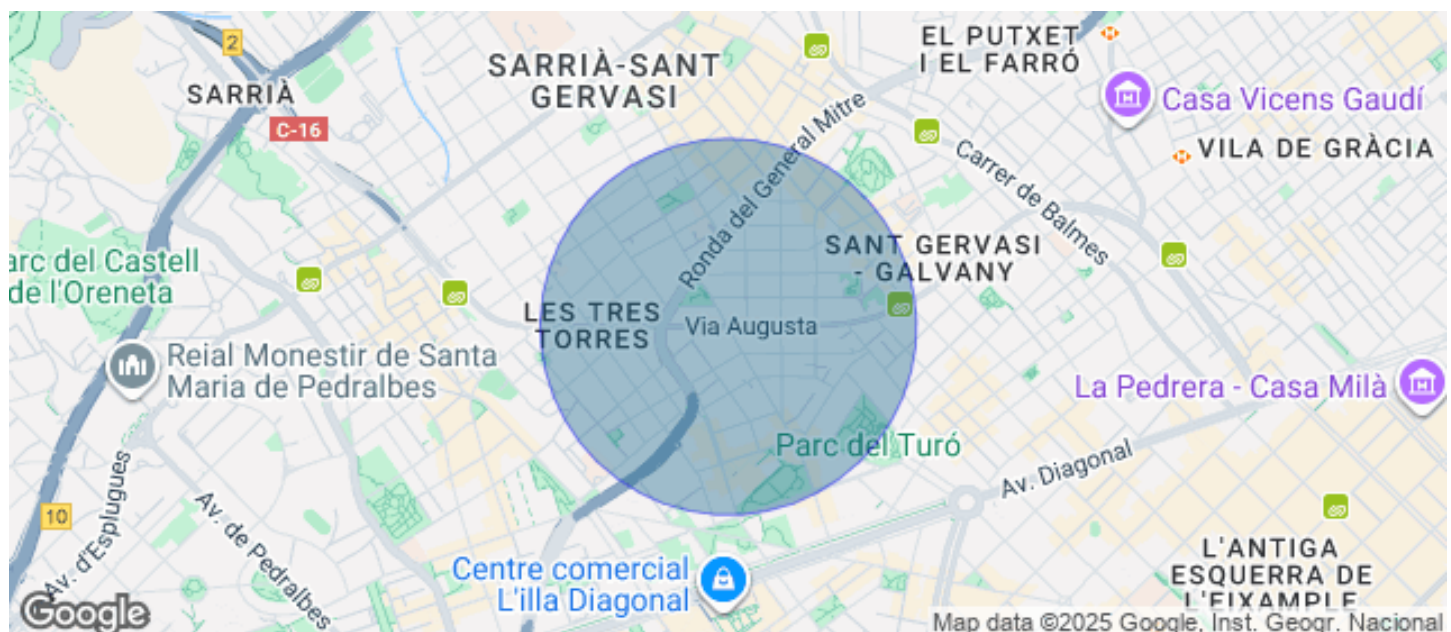 EL PUTXET
I EL FARRÓ
2
SARRIÀ-SANT
GERVASI
SARRIÀ
Casa Vicens Gaudí
C-16
VILA DE GRÀCIA
Ronda del General Mitre
Carrer de Balmes
SANT GERVASI
- GALVANY
arc del Castell
de l'Oreneta
LES TRES
TORRES
Via Augusta
Reial Monestir de Santa
Maria de Pedralbes
La Pedrera - Casa Milà
Parc del Turó
Av. Diagonal
10
Av. d'Esplugues
Av. de Pedralbes
Centre comercial
L'illa Diagonal
L'ANTIGA
ESQUERRA DE
L'EIXAMPLE
Google
Map data ©2025 Google, Inst. Geogr. Nacional